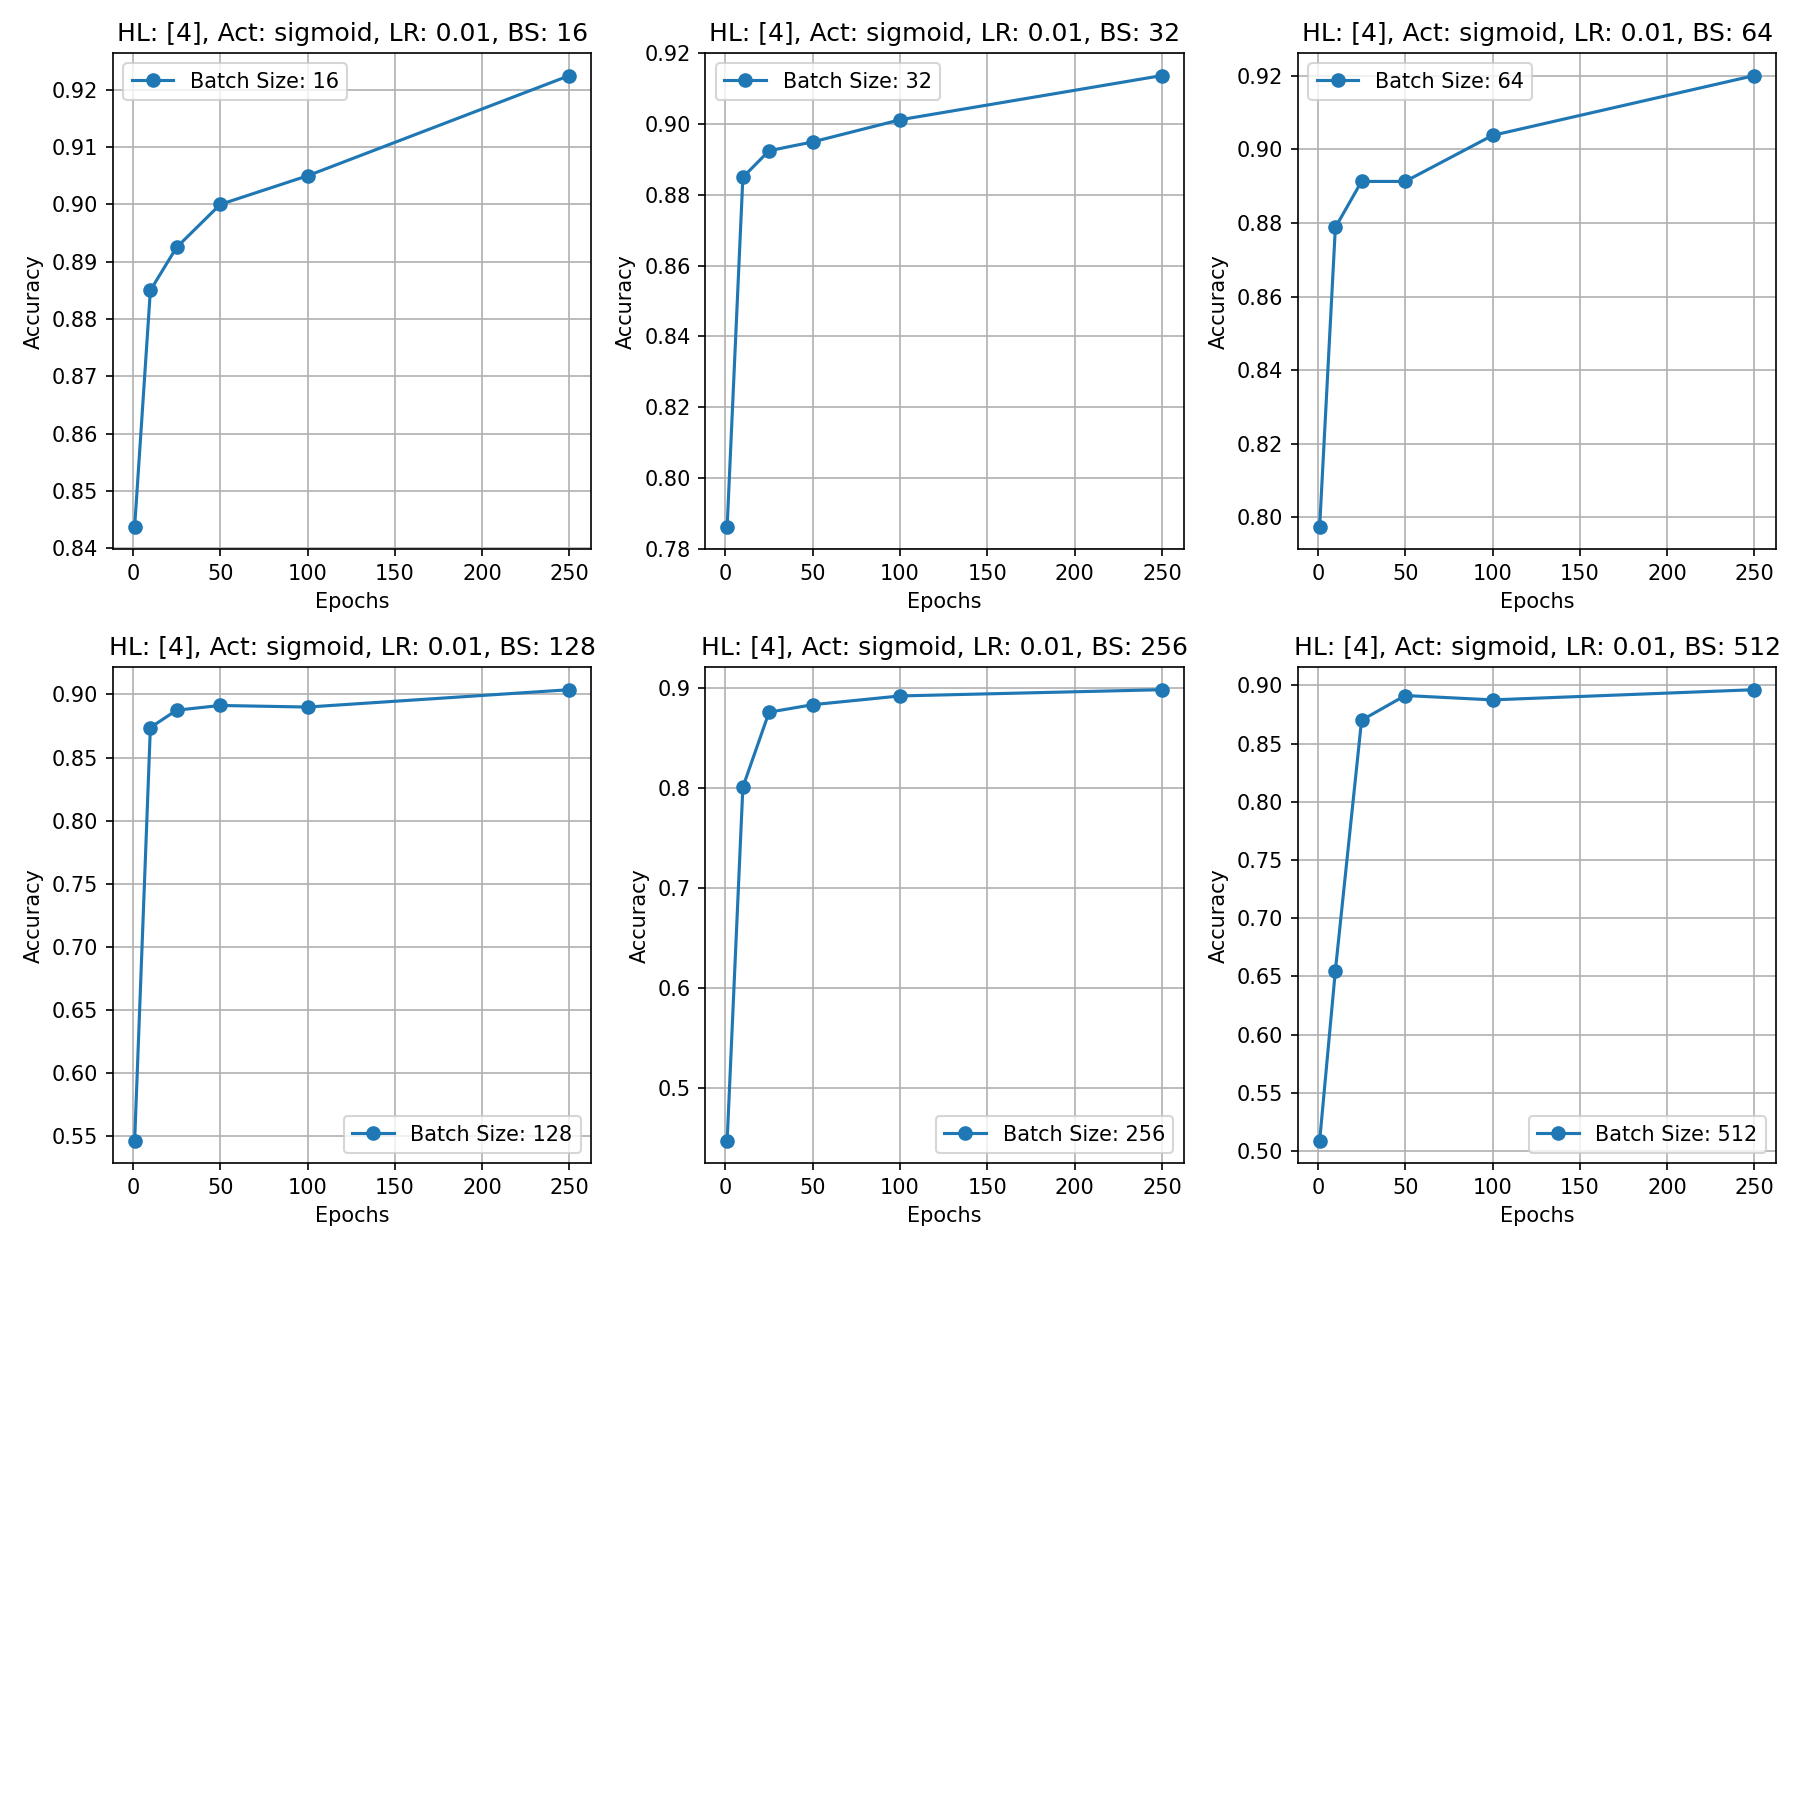 HL: [4], Act: sigmoid, LR: 0.01, BS: 16
Batch Size: 16
0.92
0.91
0.90
0.89
0.88
0.87
0.86
0.85
0.84
Accuracy
0 50 100 150 200 250
Epochs
HL: [4], Act: sigmoid, LR: 0.01, BS: 32
Batch Size: 32
0.92
0.90
0.88
0.86
0.84
0.82
0.80
0.78
Accuracy
0 50 100 150 200 250
Epochs
HL: [4], Act: sigmoid, LR: 0.01, BS: 64
Batch Size: 64
0.92
0.90
0.88
0.86
0.84
0.82
0.80
Accuracy
0 50 100 150 200 250
Epochs
HL: [4], Act: sigmoid, LR: 0.01, BS: 128
0.90
0.85
0.80
0.75
0.70
0.65
0.60
0.55
Accuracy
Batch Size: 128
0 50 100 150 200 250
Epochs
HL: [4], Act: sigmoid, LR: 0.01, BS: 256
0.9
0.8
0.7
0.6
0.5
Accuracy
Batch Size: 256
0 50 100 150 200 250
Epochs
HL: [4], Act: sigmoid, LR: 0.01, BS: 512
0.90
0.85
0.80
0.75
0.70
0.65
0.60
0.55
0.50
Accuracy
Batch Size: 512
0 50 100 150 200 250
Epochs